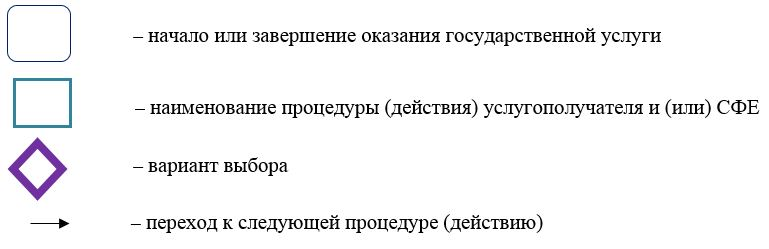 – начало или завершение оказания государственной услуги
– наименование процедуры (действия) услугополучателя и (или) СФЕ
– вариант выбора
– переход к следующей процедуре (действию)